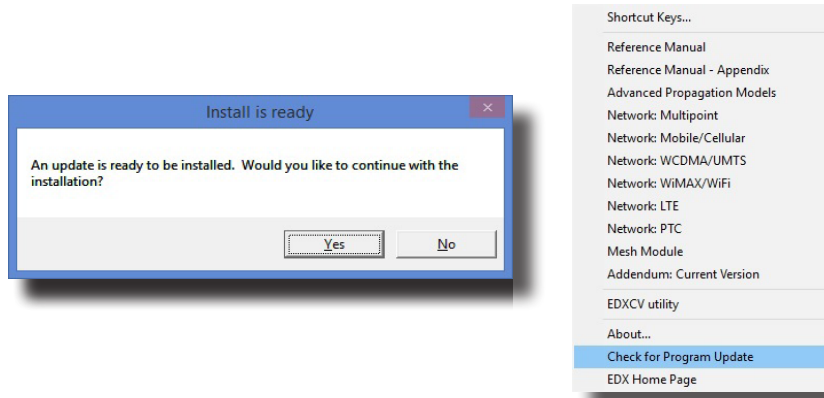 Install is ready
An update is ready to be installed.  Would you like to continue with the
installation?
Yes
No
Shortcut Keys...
Reference Manual
Reference Manual - Appendix
Advanced Propagation Models
Network: Multipoint
Network: Mobile/Cellular
Network: WCDMA/UMTS
Network: WiMAX/WiFi
Network: LTE
Network: PTC
Mesh Module
Addendum: Current Version
EDXCV utility
About...
Check for Program Update
EDX Home Page